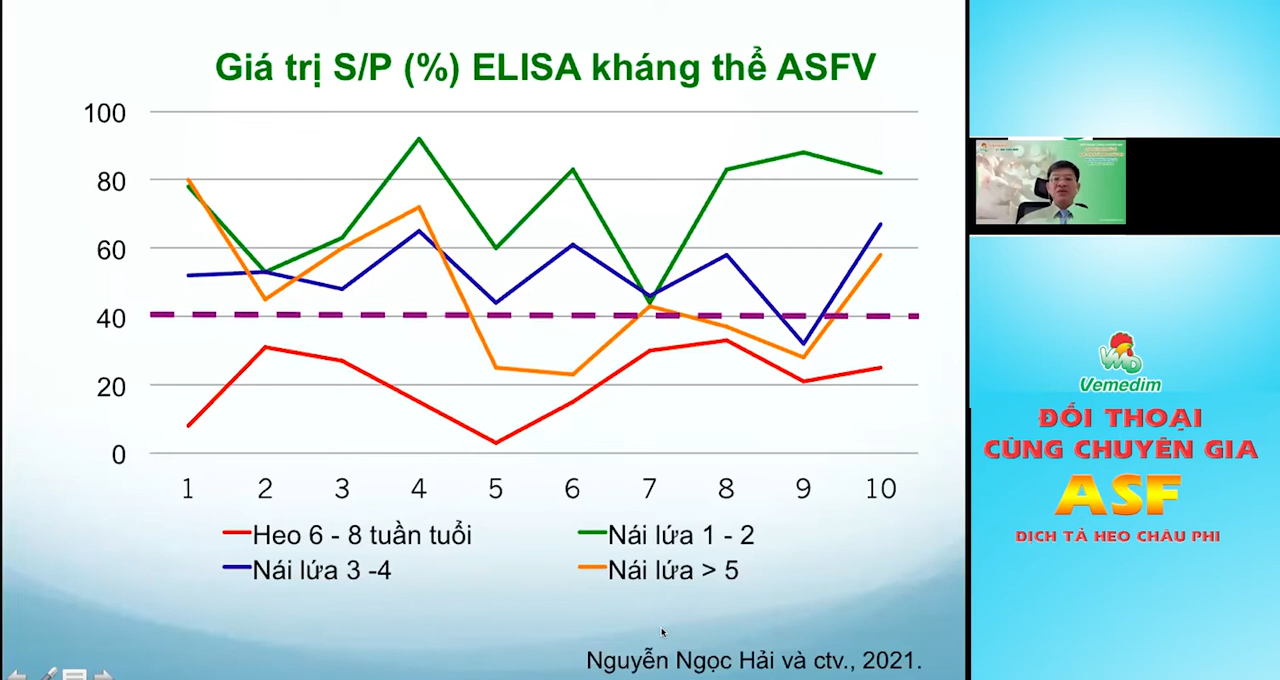 Giá trị S/P (%) ELISA kháng thể ASFV
100
80
60
40
20
0
1 2 3 4 5 6 7 8 9 10
Heo 6 - 8 tuần tuổi
Nái lứa 1 - 2
Nái lứa 3 -4
Nái lứa > 5
Nguyễn Ngọc Hải và ctv., 2021.
VMD
Vemedim
ĐỐI THOẠI
CÙNG CHUYÊN GIA
ASF
DỊCH TẢ HEO CHÂU PHI